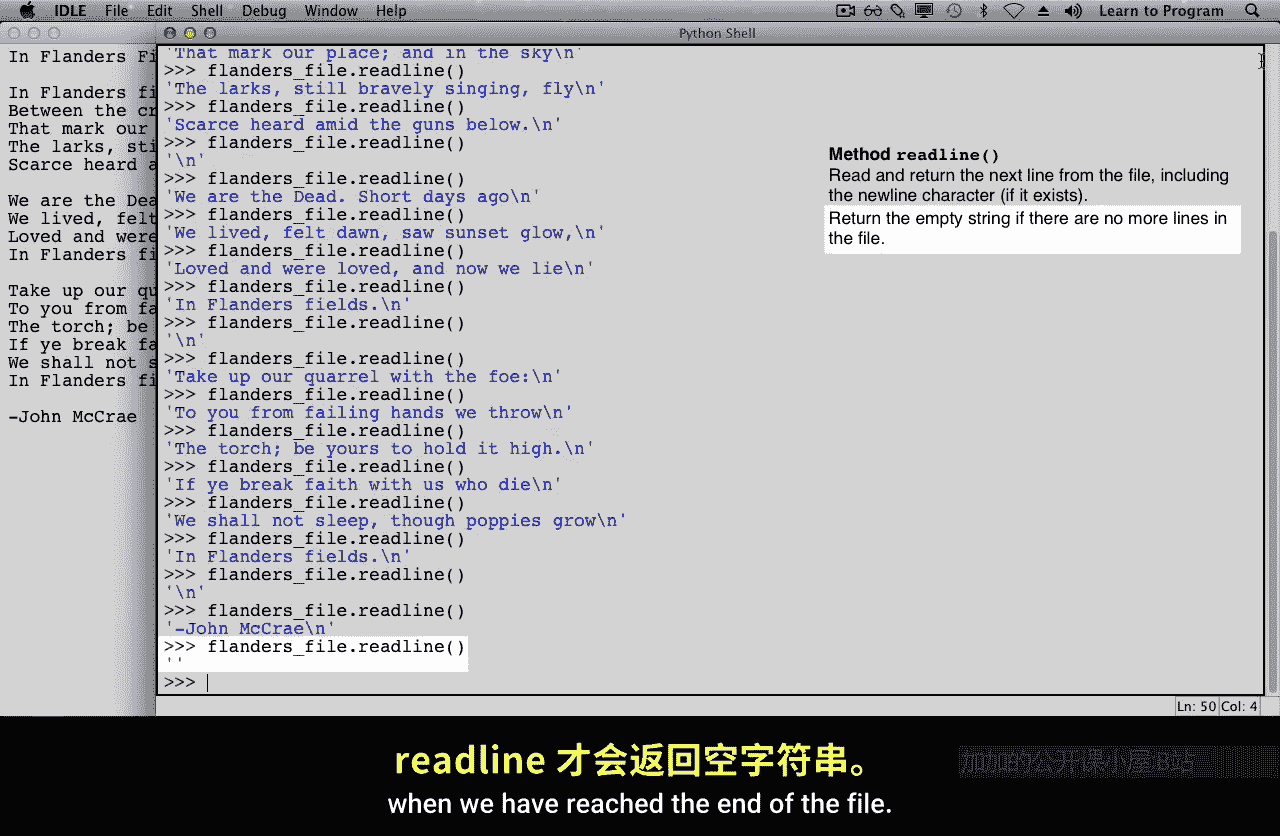 IDLE File Edit Shell Debug Window Help Learn to Program
Python Shell
In Flanders Fi
In Flanders fi
Between the cr
That mark our
The larks, sti
Scarce heard a
We are the Dea
We lived, felt
Loved and were
In Flanders fi
Take up our qu
To you from fa
The torch; be
If ye break fa
We shall not s
In Flanders fi
-John McCrae
'That mark our place; and in the sky\n'
>>> flanders_file.readline()
'The larks, still bravely singing, fly\n'
>>> flanders_file.readline()
'Scarce heard amid the guns below.\n'
>>> flanders_file.readline()
'\n'
>>> flanders_file.readline()
'We are the Dead. Short days ago\n'
>>> flanders_file.readline()
'We lived, felt dawn, saw sunset glow,\n'
>>> flanders_file.readline()
'Loved and were loved, and now we lie\n'
>>> flanders_file.readline()
'In Flanders fields.\n'
>>> flanders_file.readline()
'\n'
>>> flanders_file.readline()
'Take up our quarrel with the foe:\n'
>>> flanders_file.readline()
'To you from failing hands we throw\n'
>>> flanders_file.readline()
'The torch; be yours to hold it high.\n'
>>> flanders_file.readline()
'If ye break faith with us who die\n'
>>> flanders_file.readline()
'We shall not sleep, though poppies grow\n'
>>> flanders_file.readline()
'In Flanders fields.\n'
>>> flanders_file.readline()
'\n'
>>> flanders_file.readline()
'-John McCrae\n'
>>> flanders_file.readline()
''
>>>
Method readline()
Read and return the next line from the file, including
the newline character (if it exists).
Return the empty string if there are no more lines in
the file.
Ln: 50 Col: 4
readline 才会返回空字符串。
加加的公开课小屋 B站
when we have reached the end of the file.